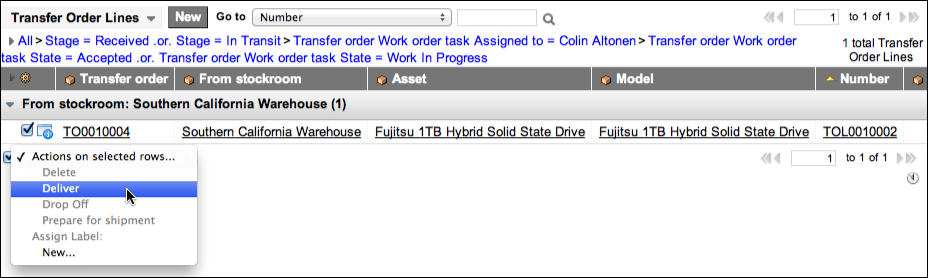 Transfer Order Lines New Go to Number 1 to 1 of 1
All > Stage = Received .or. Stage = In Transit > Transfer order Work order task Assigned to = Colin Altonen > Transfer order Work order
task State = Accepted .or. Transfer order Work order task State = Work In Progress
1 total Transfer
Order Lines
Transfer order From stockroom Asset Model Number
From stockroom: Southern California Warehouse (1)
TO0010004 Southern California Warehouse Fujitsu 1TB Hybrid Solid State Drive Fujitsu 1TB Hybrid Solid State Drive TOL0010002
Actions on selected rows... 1 to 1 of 1
Delete
Deliver
Drop Off
Prepare for shipment
Assign Label:
New...